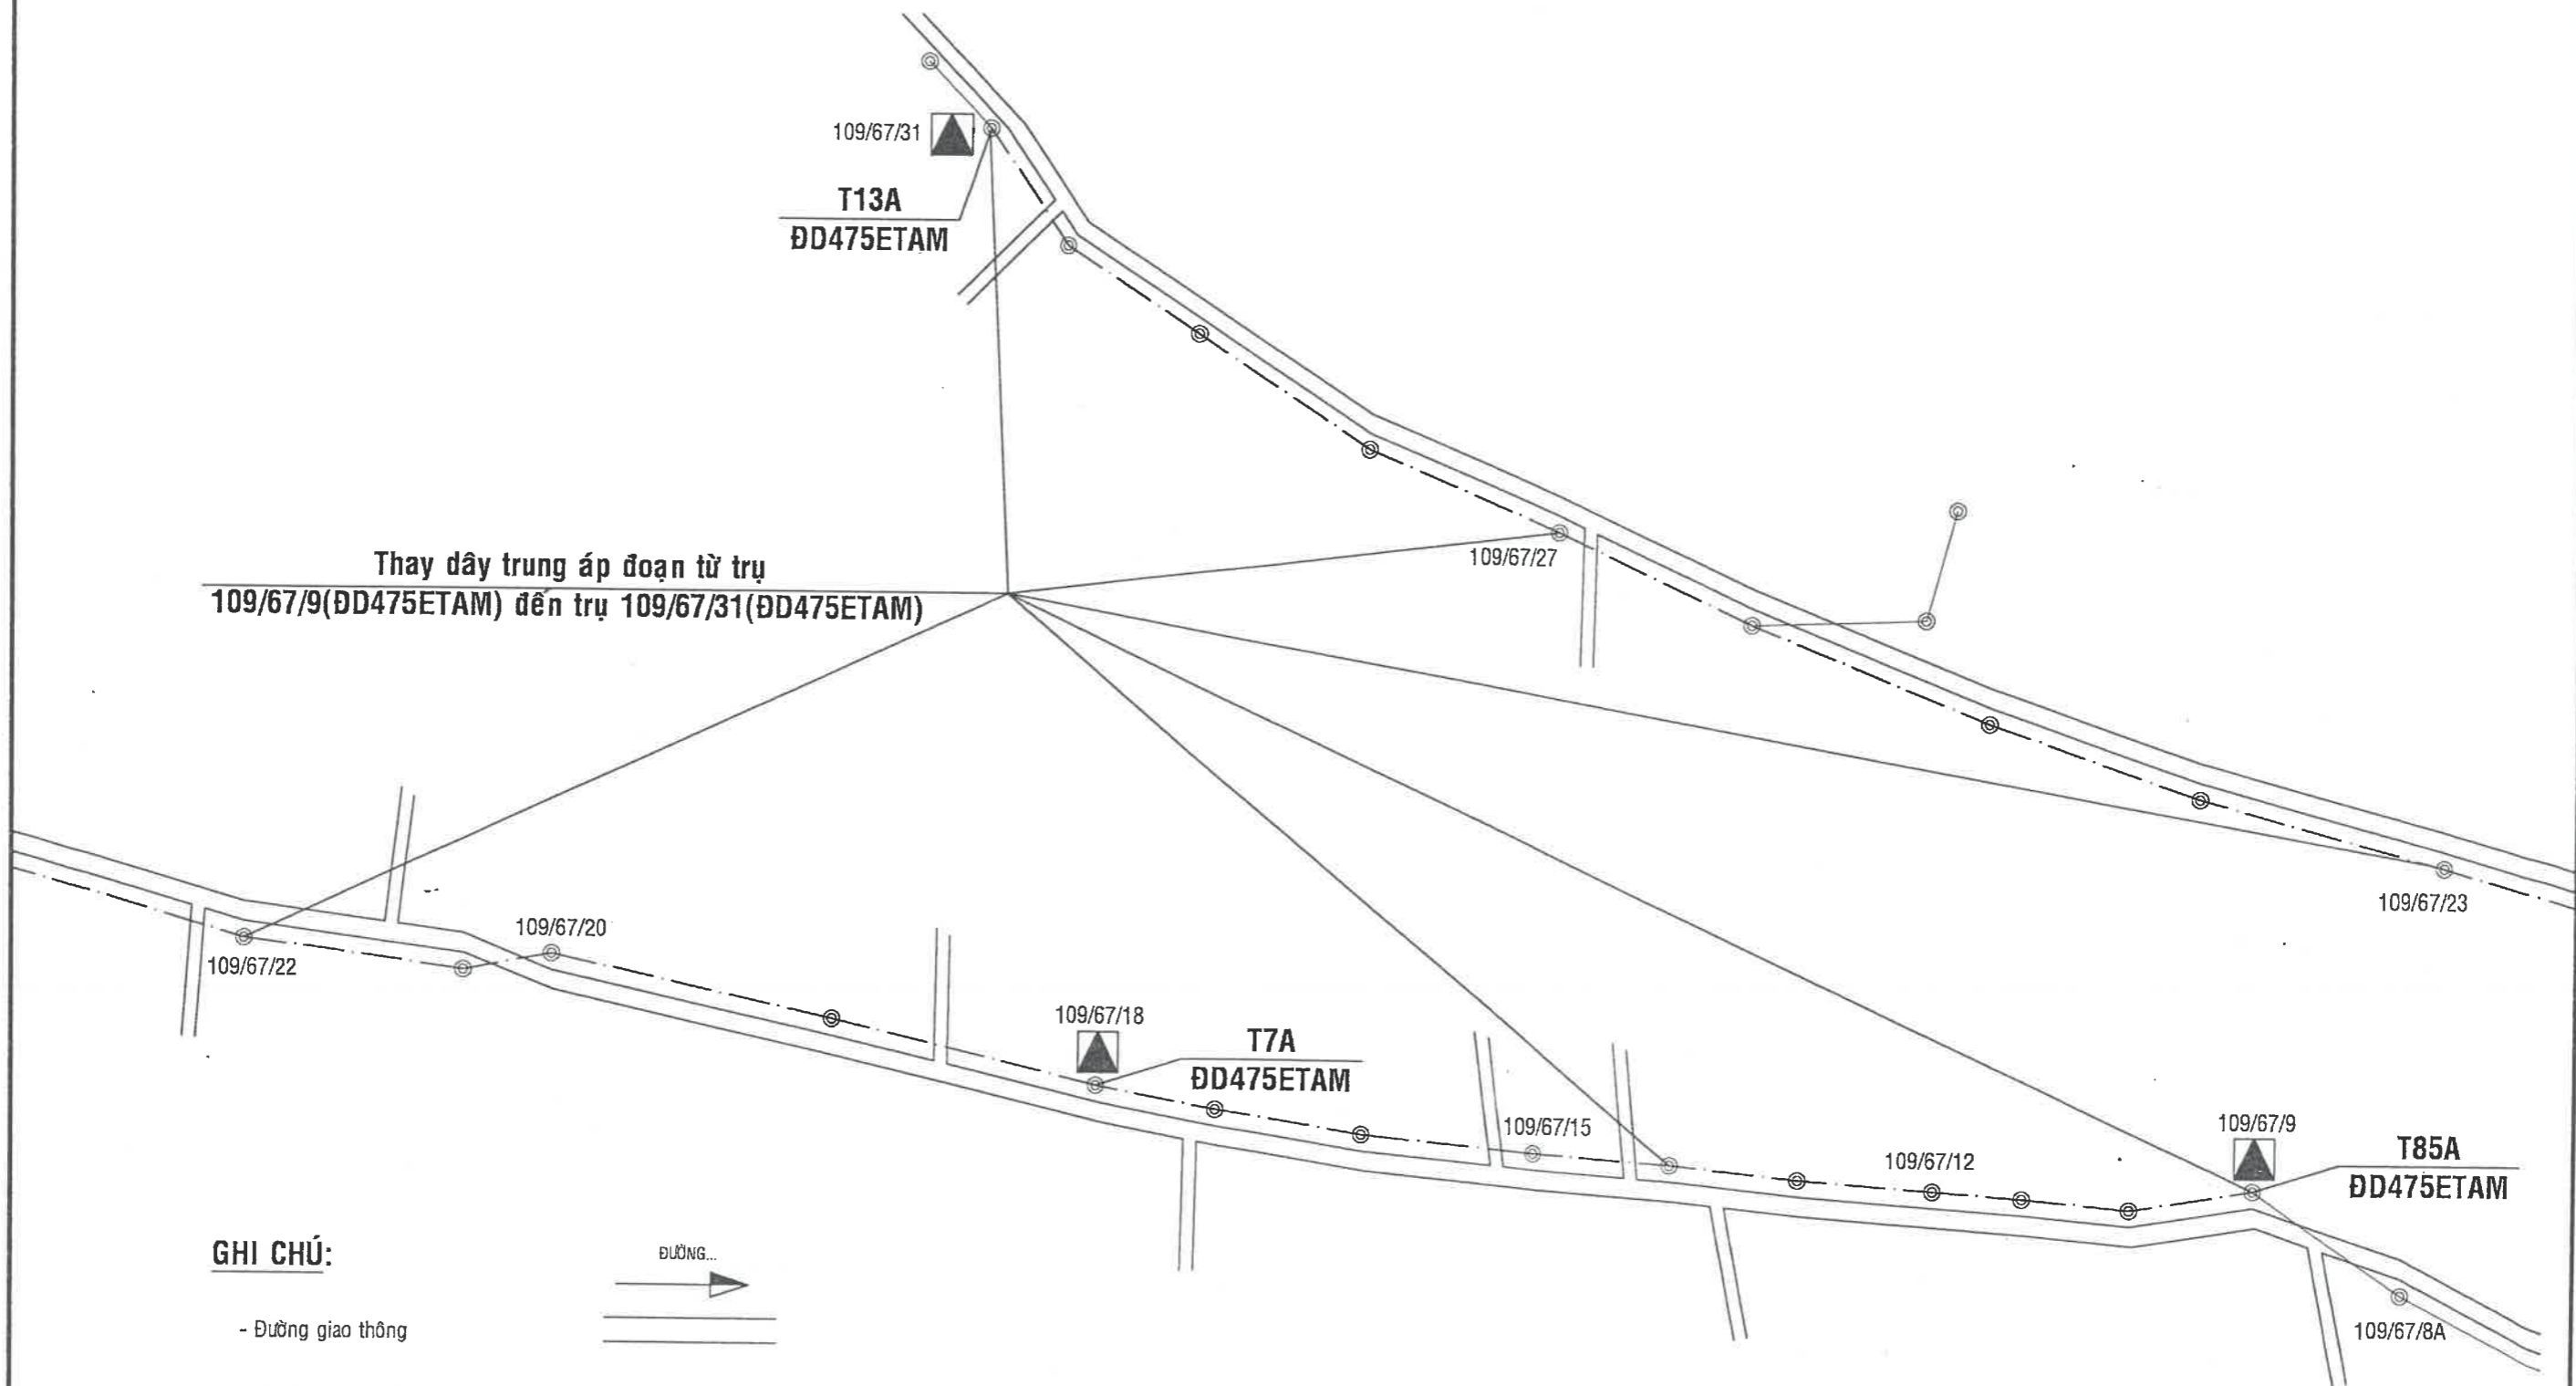 109/67/31
T13A
ĐD475ETAM
Thay dây trung áp đoạn từ trụ
109/67/9(ĐD475ETAM) đến trụ 109/67/31(ĐD475ETAM)
109/67/27
109/67/23
109/67/22
109/67/20
109/67/18
T7A
ĐD475ETAM
109/67/15
109/67/12
109/67/9
T85A
ĐD475ETAM
109/67/8A
GHI CHÚ:
ĐƯỜNG...
- Đường giao thông